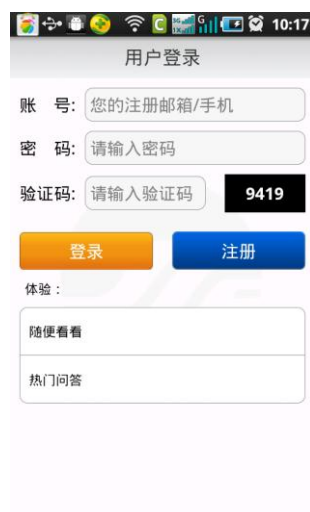 10:17
用户登录
账 号: 您的注册邮箱/手机
密 码: 请输入密码
验证码: 请输入验证码 9419
登录 注册
体验：
随便看看
热门问答